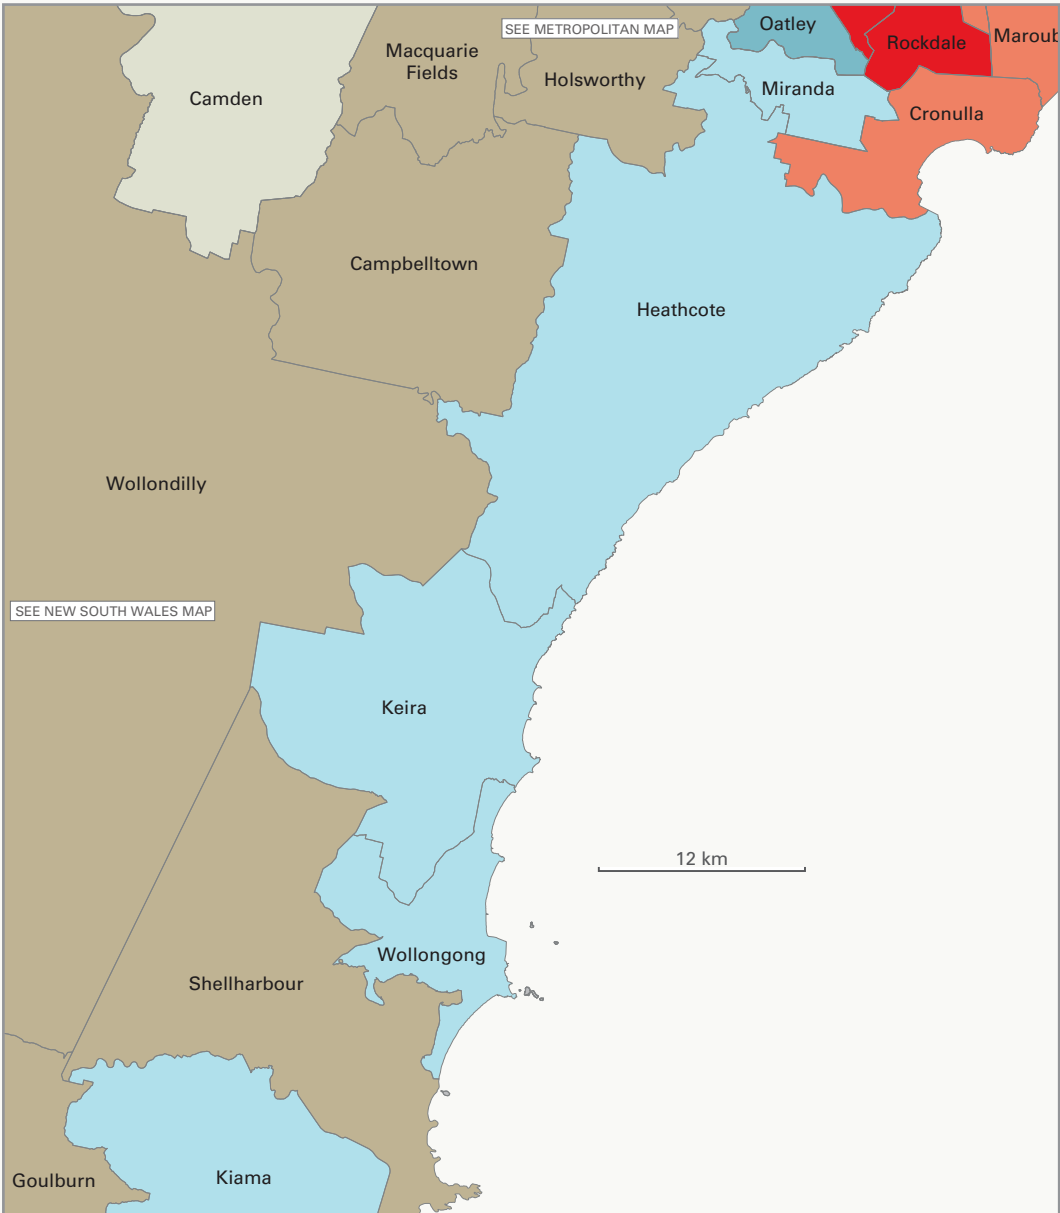 SEE METROPOLITAN MAP
Oatley
Rockdale
Maroub
Macquarie
Fields
Holsworthy
Miranda
Camden
Cronulla
Campbelltown
Heathcote
Wollondilly
SEE NEW SOUTH WALES MAP
Keira
12 km
Wollongong
Shellharbour
Goulburn
Kiama